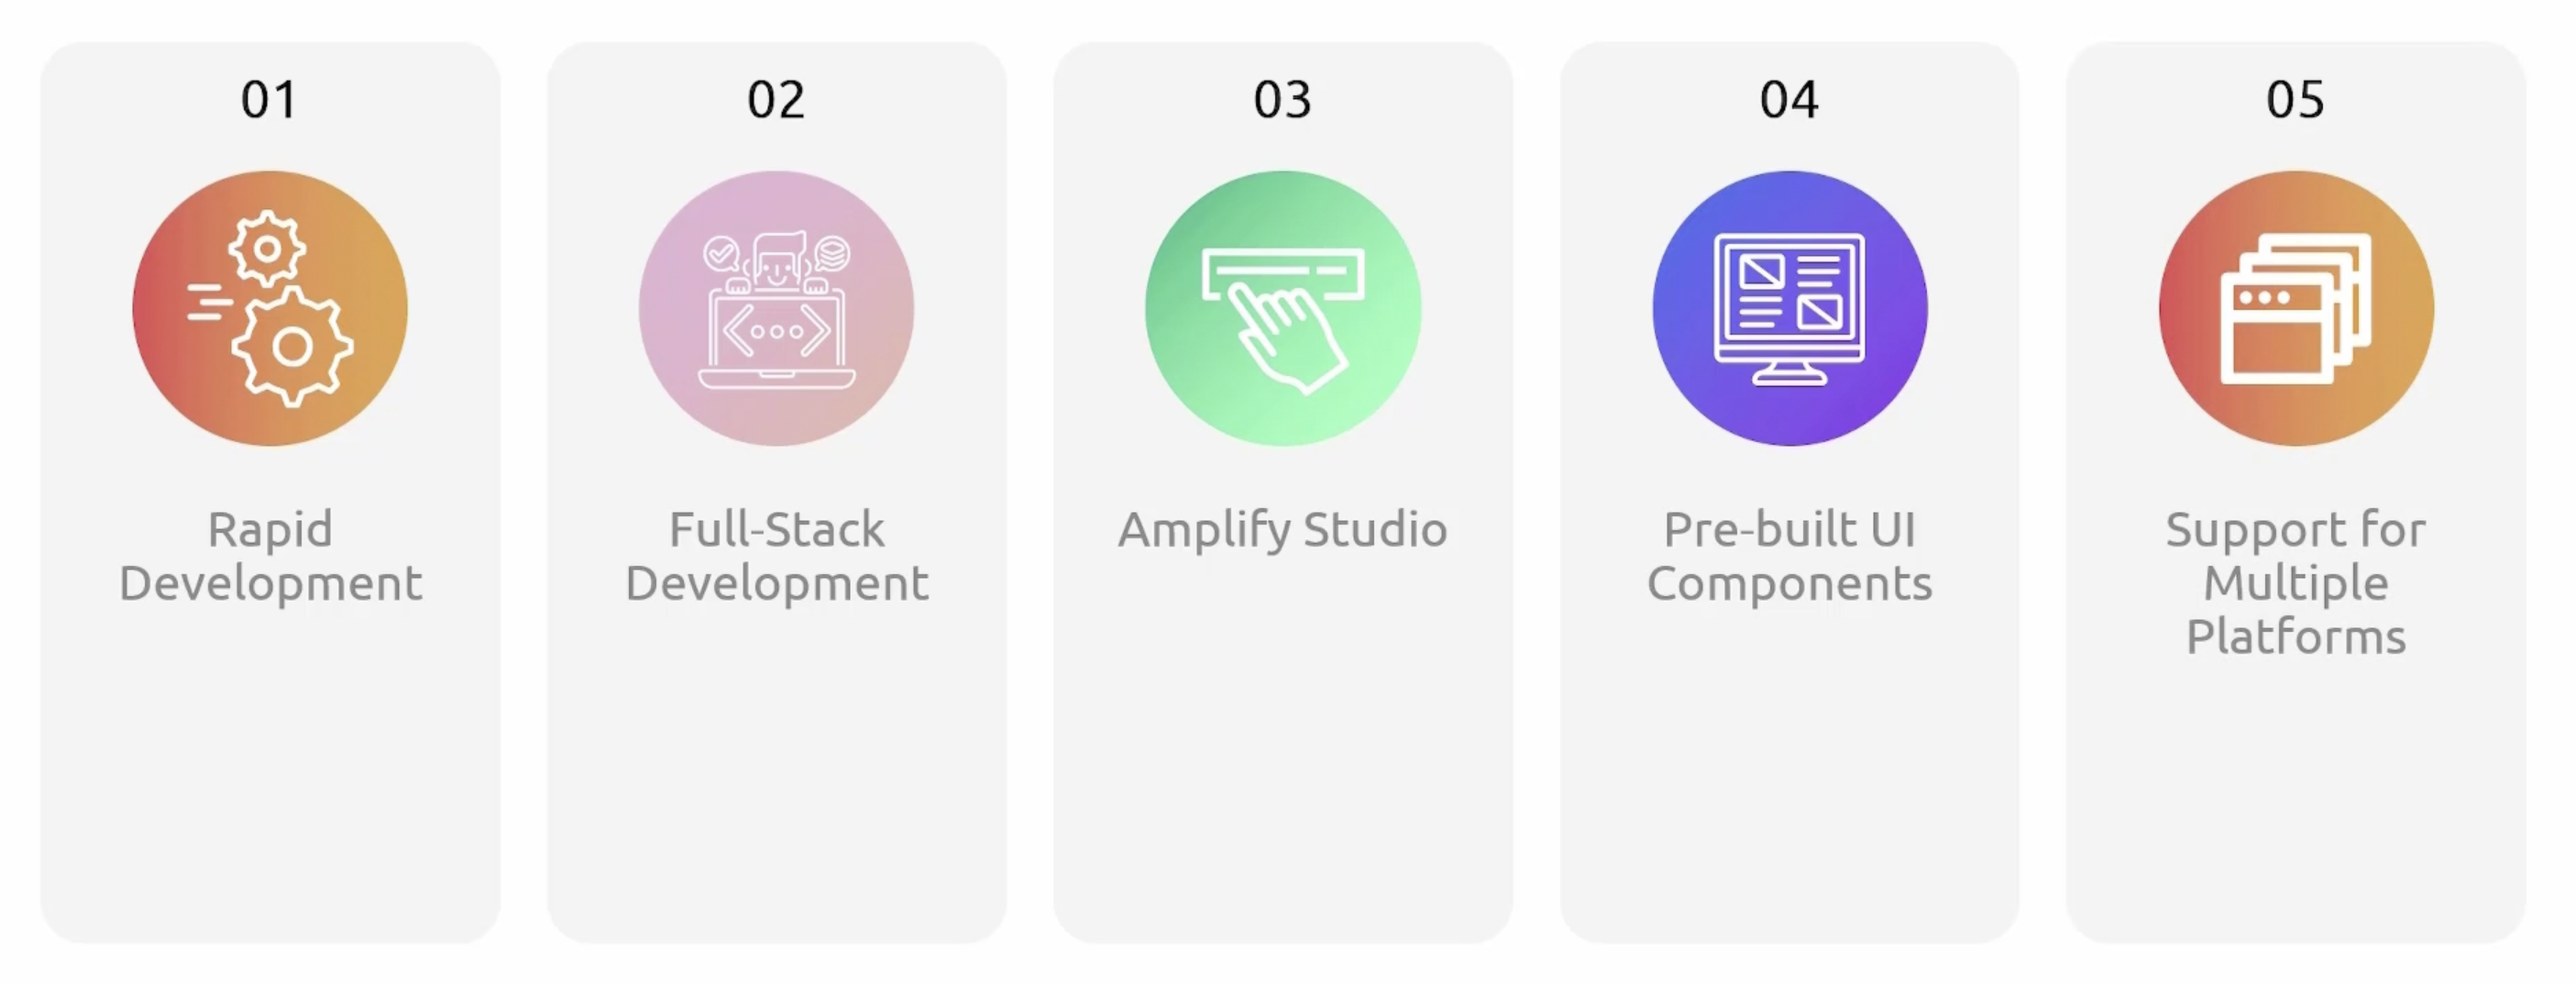 01
Rapid
Development
02
Full-Stack
Development
03
Amplify Studio
04
Pre-built UI
Components
05
Support for
Multiple
Platforms